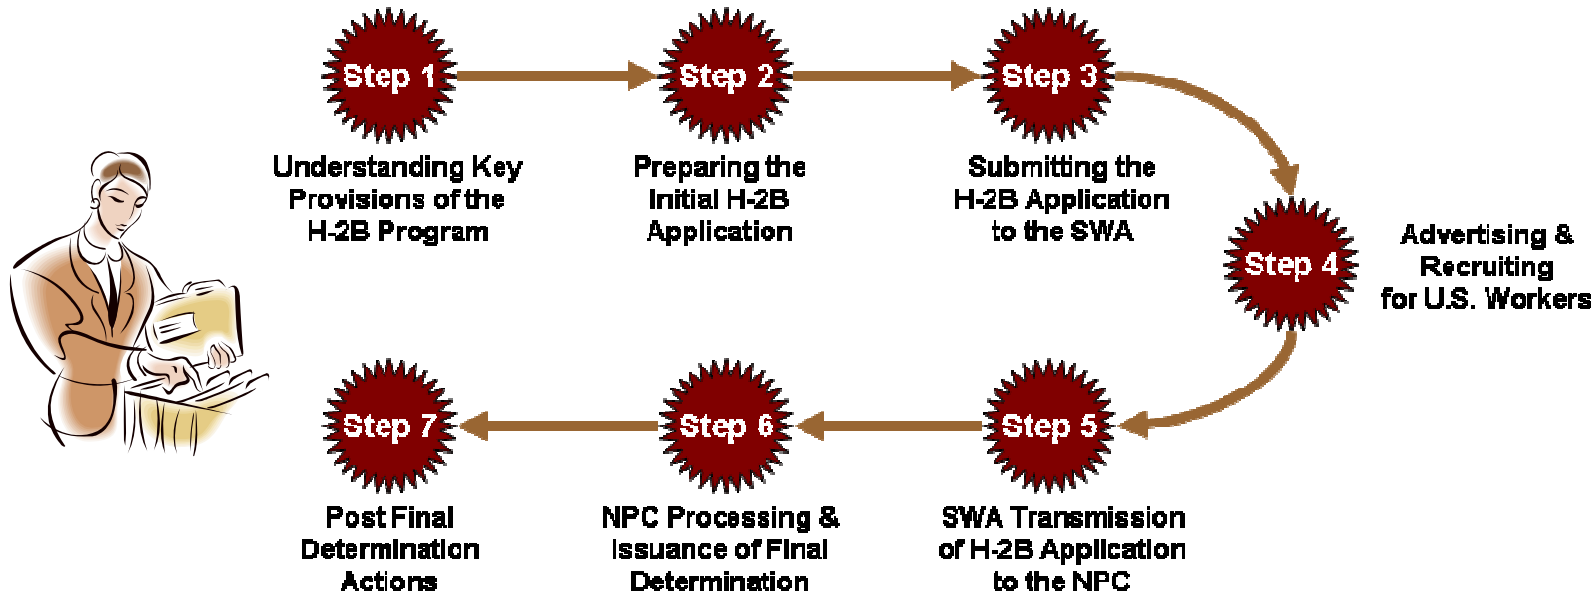 Step 1
Understanding Key
Provisions of the
H-2B Program
Step 2
Preparing the
Initial H-2B
Application
Step 3
Submitting the
H-2B Application
to the SWA
Step 4
Advertising &
Recruiting
for U.S. Workers
Step 5
SWA Transmission
of H-2B Application
to the NPC
Step 6
NPC Processing &
Issuance of Final
Determination
Step 7
Post Final
Determination
Actions